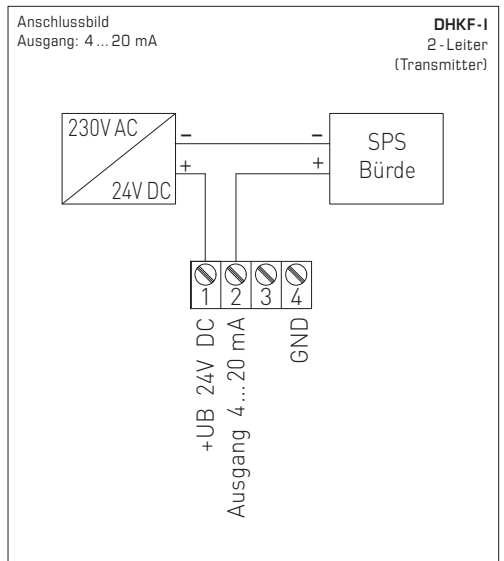 Anschlussbild
Ausgang: 4 ... 20 mA
DHKF-I
2-Leiter
(Transmitter)
230V AC
24V DC
–
+
–
+
SPS
Bürde
1 2 3 4
+UB 24V DC
Ausgang 4 ... 20 mA
GND